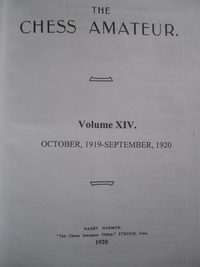 THE
CHESS AMATEUR.
Volume XIV.
OCTOBER, 1919-SEPTEMBER, 1920
HARRY HARMER,
"The Chess Amateur Office," STROUD, Glos.
1920